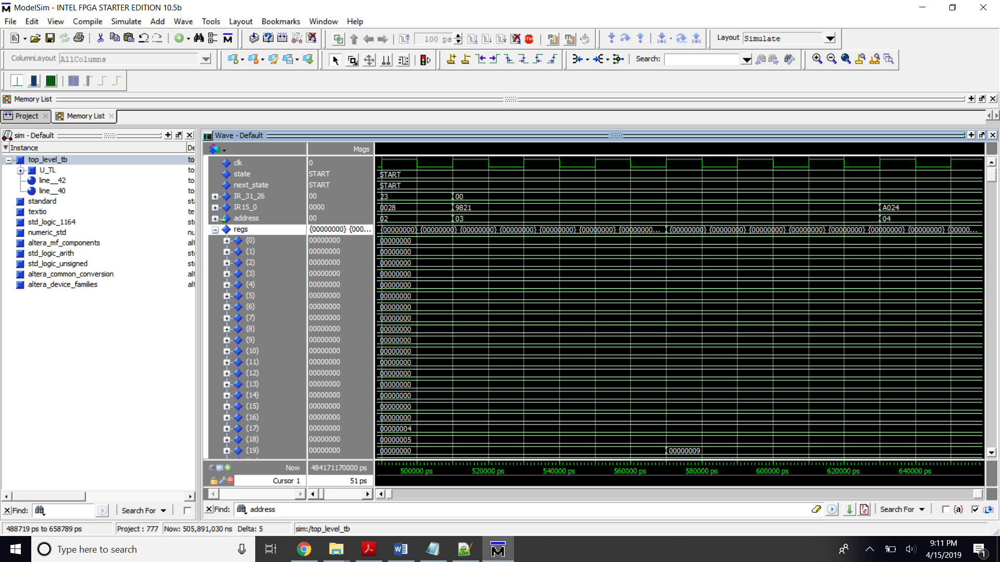 ModelSim - INTEL FPGA STARTER EDITION 10.5b
File Edit View Compile Simulate Add Wave Tools Layout Bookmarks Window Help
100 ps
Layout Simulate
ColumnLayout AllColumns
Search:
Memory List
Project
Memory List
sim - Default
Instance
De
top_level_tb to
U_TL to
line__42 to
line__40 to
standard st
textio te
std_logic_1164 st
numeric_std nu
altera_mf_components alt
std_logic_arith st
std_logic_unsigned st
altera_common_conversion alt
altera_device_families alt
Find:
Search For
Wave - Default
Msgs
clk 0
state START START
next_state START START
IR_31_26 00 23 00
IR15_0 0000 0028 9821 A024
address 00 02 03 04
regs {00000000} {000... {00000000} {00000000} {00000000} {00000000} {00000000} {00000000} {00000000... {00000000} {00000000} {00000000} {00000000} {00000000} {00000000} {00000000} {00000...
(0) 00000000 00000000
(1) 00000000 00000000
(2) 00000000 00000000
(3) 00000000 00000000
(4) 00000000 00000000
(5) 00000000 00000000
(6) 00000000 00000000
(7) 00000000 00000000
(8) 00000000 00000000
(9) 00000000 00000000
(10) 00000000 00000000
(11) 00000000 00000000
(12) 00000000 00000000
(13) 00000000 00000000
(14) 00000000 00000000
(15) 00000000 00000000
(16) 00000000 00000000
(17) 00000000 00000004
(18) 00000000 00000005
(19) 00000000 00000000 00000009
Now 484171170000 ps 500000 ps 520000 ps 540000 ps 560000 ps 580000 ps 600000 ps 620000 ps 640000 ps
Cursor 1 51 ps
Find: address
Search For
{a}
488719 ps to 658789 ps Project : 777 Now: 505,891,030 ns Delta: 5 sim:/top_level_tb
Type here to search
9:11 PM
4/15/2019
1